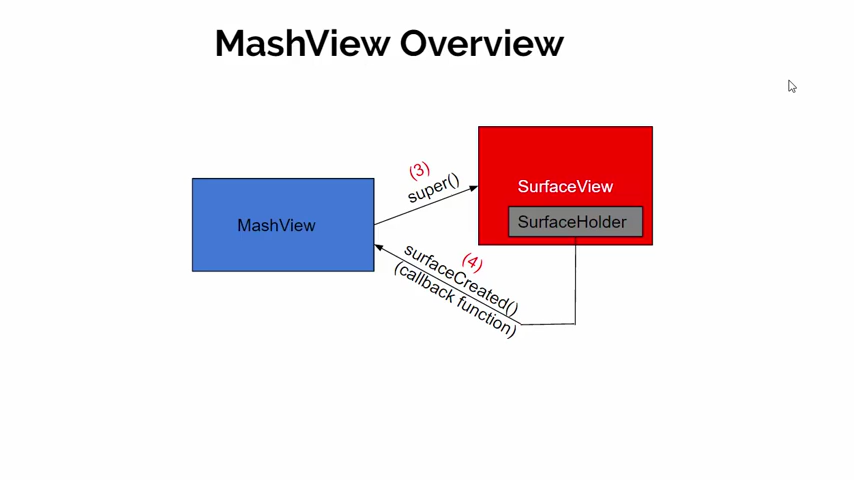 MashView Overview
(3)
super()
SurfaceView
SurfaceHolder
MashView
(4)
surfaceCreated()
(callback function)